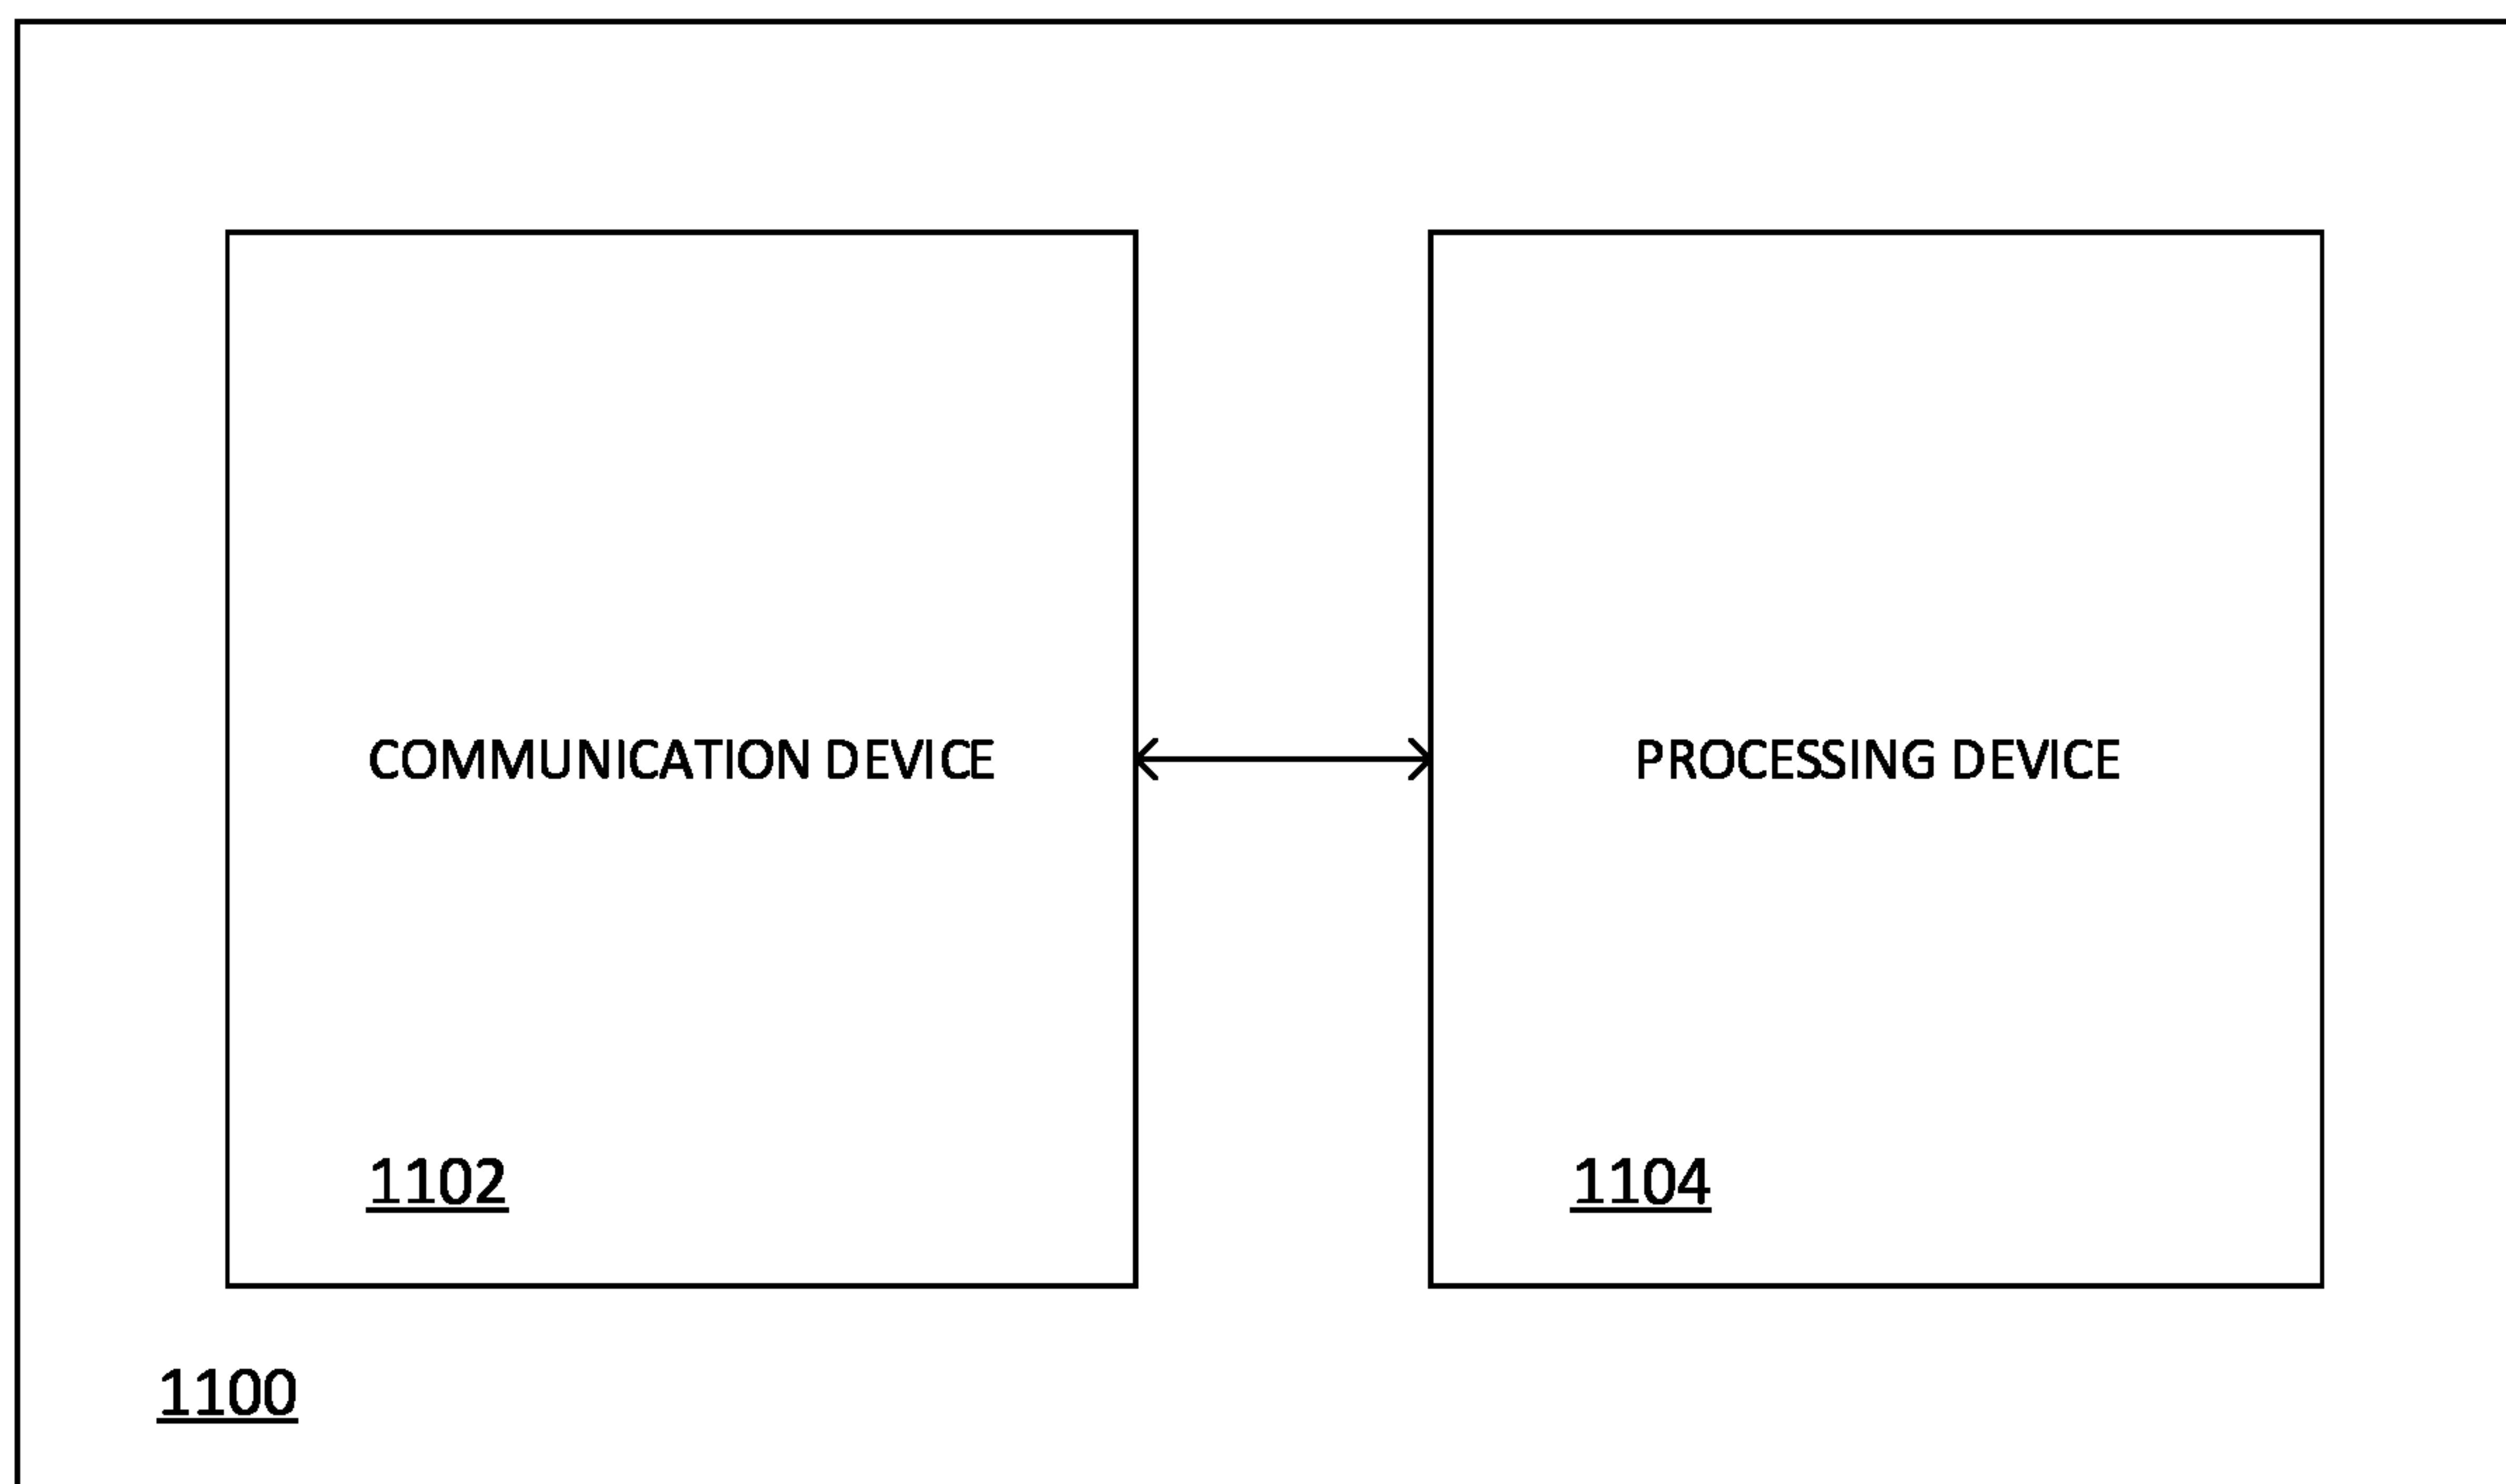 COMMUNICATION DEVICE
PROCESSING DEVICE
1102
1104
1100